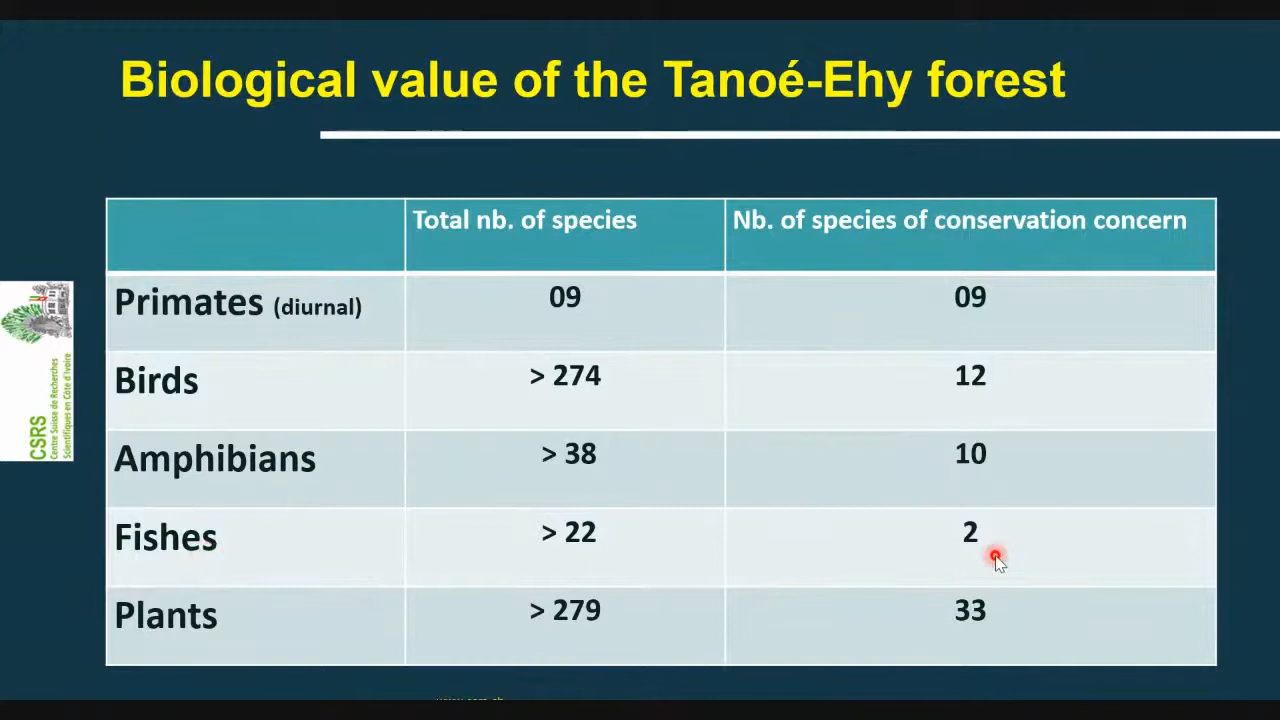 Biological value of the Tanoé-Ehy forest
Total nb. of species
Nb. of species of conservation concern
Primates (diurnal)
09
09
Birds
> 274
12
Amphibians
> 38
10
Fishes
> 22
2
Plants
> 279
33
CSRS
Centre Suisse de Recherches
Scientifiques en Côte d'Ivoire